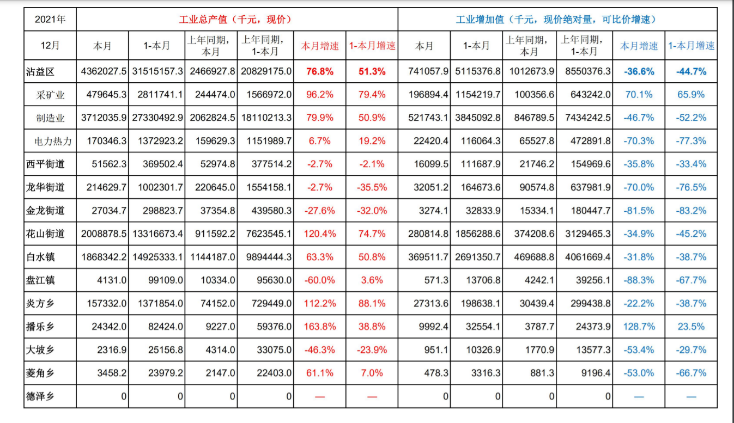 2021年 工业总产值（千元，现价） 工业增加值（千元，现价绝对量，可比价增速）
12月 本月 1-本月 上年同期，本月 上年同期，1-本月 本月增速 1-本月增速 本月 1-本月 上年同期，本月 上年同期，1-本月 本月增速 1-本月增速
沾益区 4362027.5 31515157.3 2466927.8 20829175.0 76.8% 51.3% 741057.9 5115376.8 1012673.9 8550376.3 -36.6% -44.7%
采矿业 479645.3 2811741.1 244474.0 1566972.0 96.2% 79.4% 196894.4 1154219.7 100356.6 643242.0 70.1% 65.9%
制造业 3712035.9 27330492.9 2062824.5 18110213.3 79.9% 50.9% 521743.1 3845092.8 846789.5 7434242.5 -46.7% -52.2%
电力热力 170346.3 1372923.2 159629.3 1151989.7 6.7% 19.2% 22420.4 116064.3 65527.8 472891.8 -70.3% -77.3%
西平街道 51562.3 369502.4 52974.8 377514.2 -2.7% -2.1% 16099.5 111687.9 21746.2 154969.6 -35.8% -33.4%
龙华街道 214629.7 1002301.7 220645.0 1554158.1 -2.7% -35.5% 32051.2 164673.6 90574.8 637981.9 -70.0% -76.5%
金龙街道 27034.7 298823.7 37354.8 439580.3 -27.6% -32.0% 3274.1 32833.9 15334.1 180447.7 -81.5% -83.2%
花山街道 2008878.5 13316673.4 911592.2 7623545.1 120.4% 74.7% 280814.8 1856288.6 374208.6 3129465.3 -34.9% -45.2%
白水镇 1868342.2 14925333.1 1144187.0 9894444.3 63.3% 50.8% 369511.7 2691350.7 469688.8 4061669.4 -31.8% -38.7%
盘江镇 4131.0 99109.0 10334.0 95630.0 -60.0% 3.6% 571.3 13706.8 4242.1 39256.1 -88.3% -67.7%
炎方乡 157332.0 1371854.0 74152.0 729449.0 112.2% 88.1% 27313.6 198638.1 30439.4 299438.8 -22.2% -38.7%
播乐乡 24342.0 82424.0 9227.0 59376.0 163.8% 38.8% 9992.4 32554.1 3787.7 24373.9 128.7% 23.5%
大坡乡 2316.9 25156.8 4314.0 33075.0 -46.3% -23.9% 951.1 10326.9 1770.9 13577.3 -53.4% -29.7%
菱角乡 3458.2 23979.2 2147.0 22403.0 61.1% 7.0% 478.3 3316.3 881.3 9196.4 -53.0% -66.7%
德泽乡 0 0 0 0 — — 0 0 0 0 — —